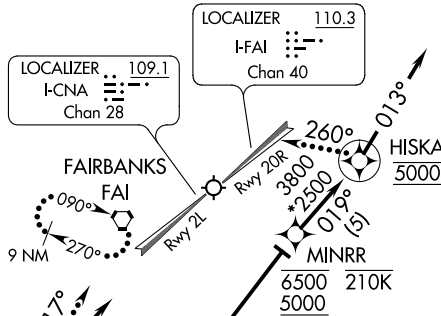 LOCALIZER 110.3
I-FAI
Chan 40
LOCALIZER 109.1
I-CNA
Chan 28
013°
260°
HISKA
5000
FAIRBANKS
FAI
090°
270°
9 NM
Rwy 2L
Rwy 20R
3800
*2500
019°
(5)
MINRR
6500 210K
5000
17°